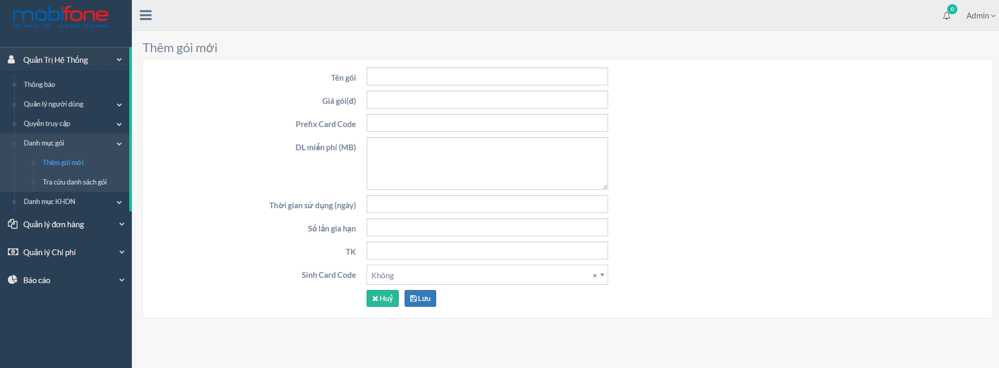 mobifone
KẾT NỐI GIÁ TRỊ - KHƠI DẬY TIỀM NĂNG
0
Admin
Quản Trị Hệ Thống
Thông báo
Quản lý người dùng
Quyển truy cập
Danh mục gói
Thêm gói mới
Tra cứu danh sách gói
Danh mục KHDN
Quản lý đơn hàng
Quản lý Chi phí
Báo cáo
Thêm gói mới
Tên gói
Giá gói(đ)
Prefix Card Code
DL miễn phí (MB)
Thời gian sử dụng (ngày)
Số lần gia hạn
TK
Sinh Card Code
Không ×
Huỷ Lưu